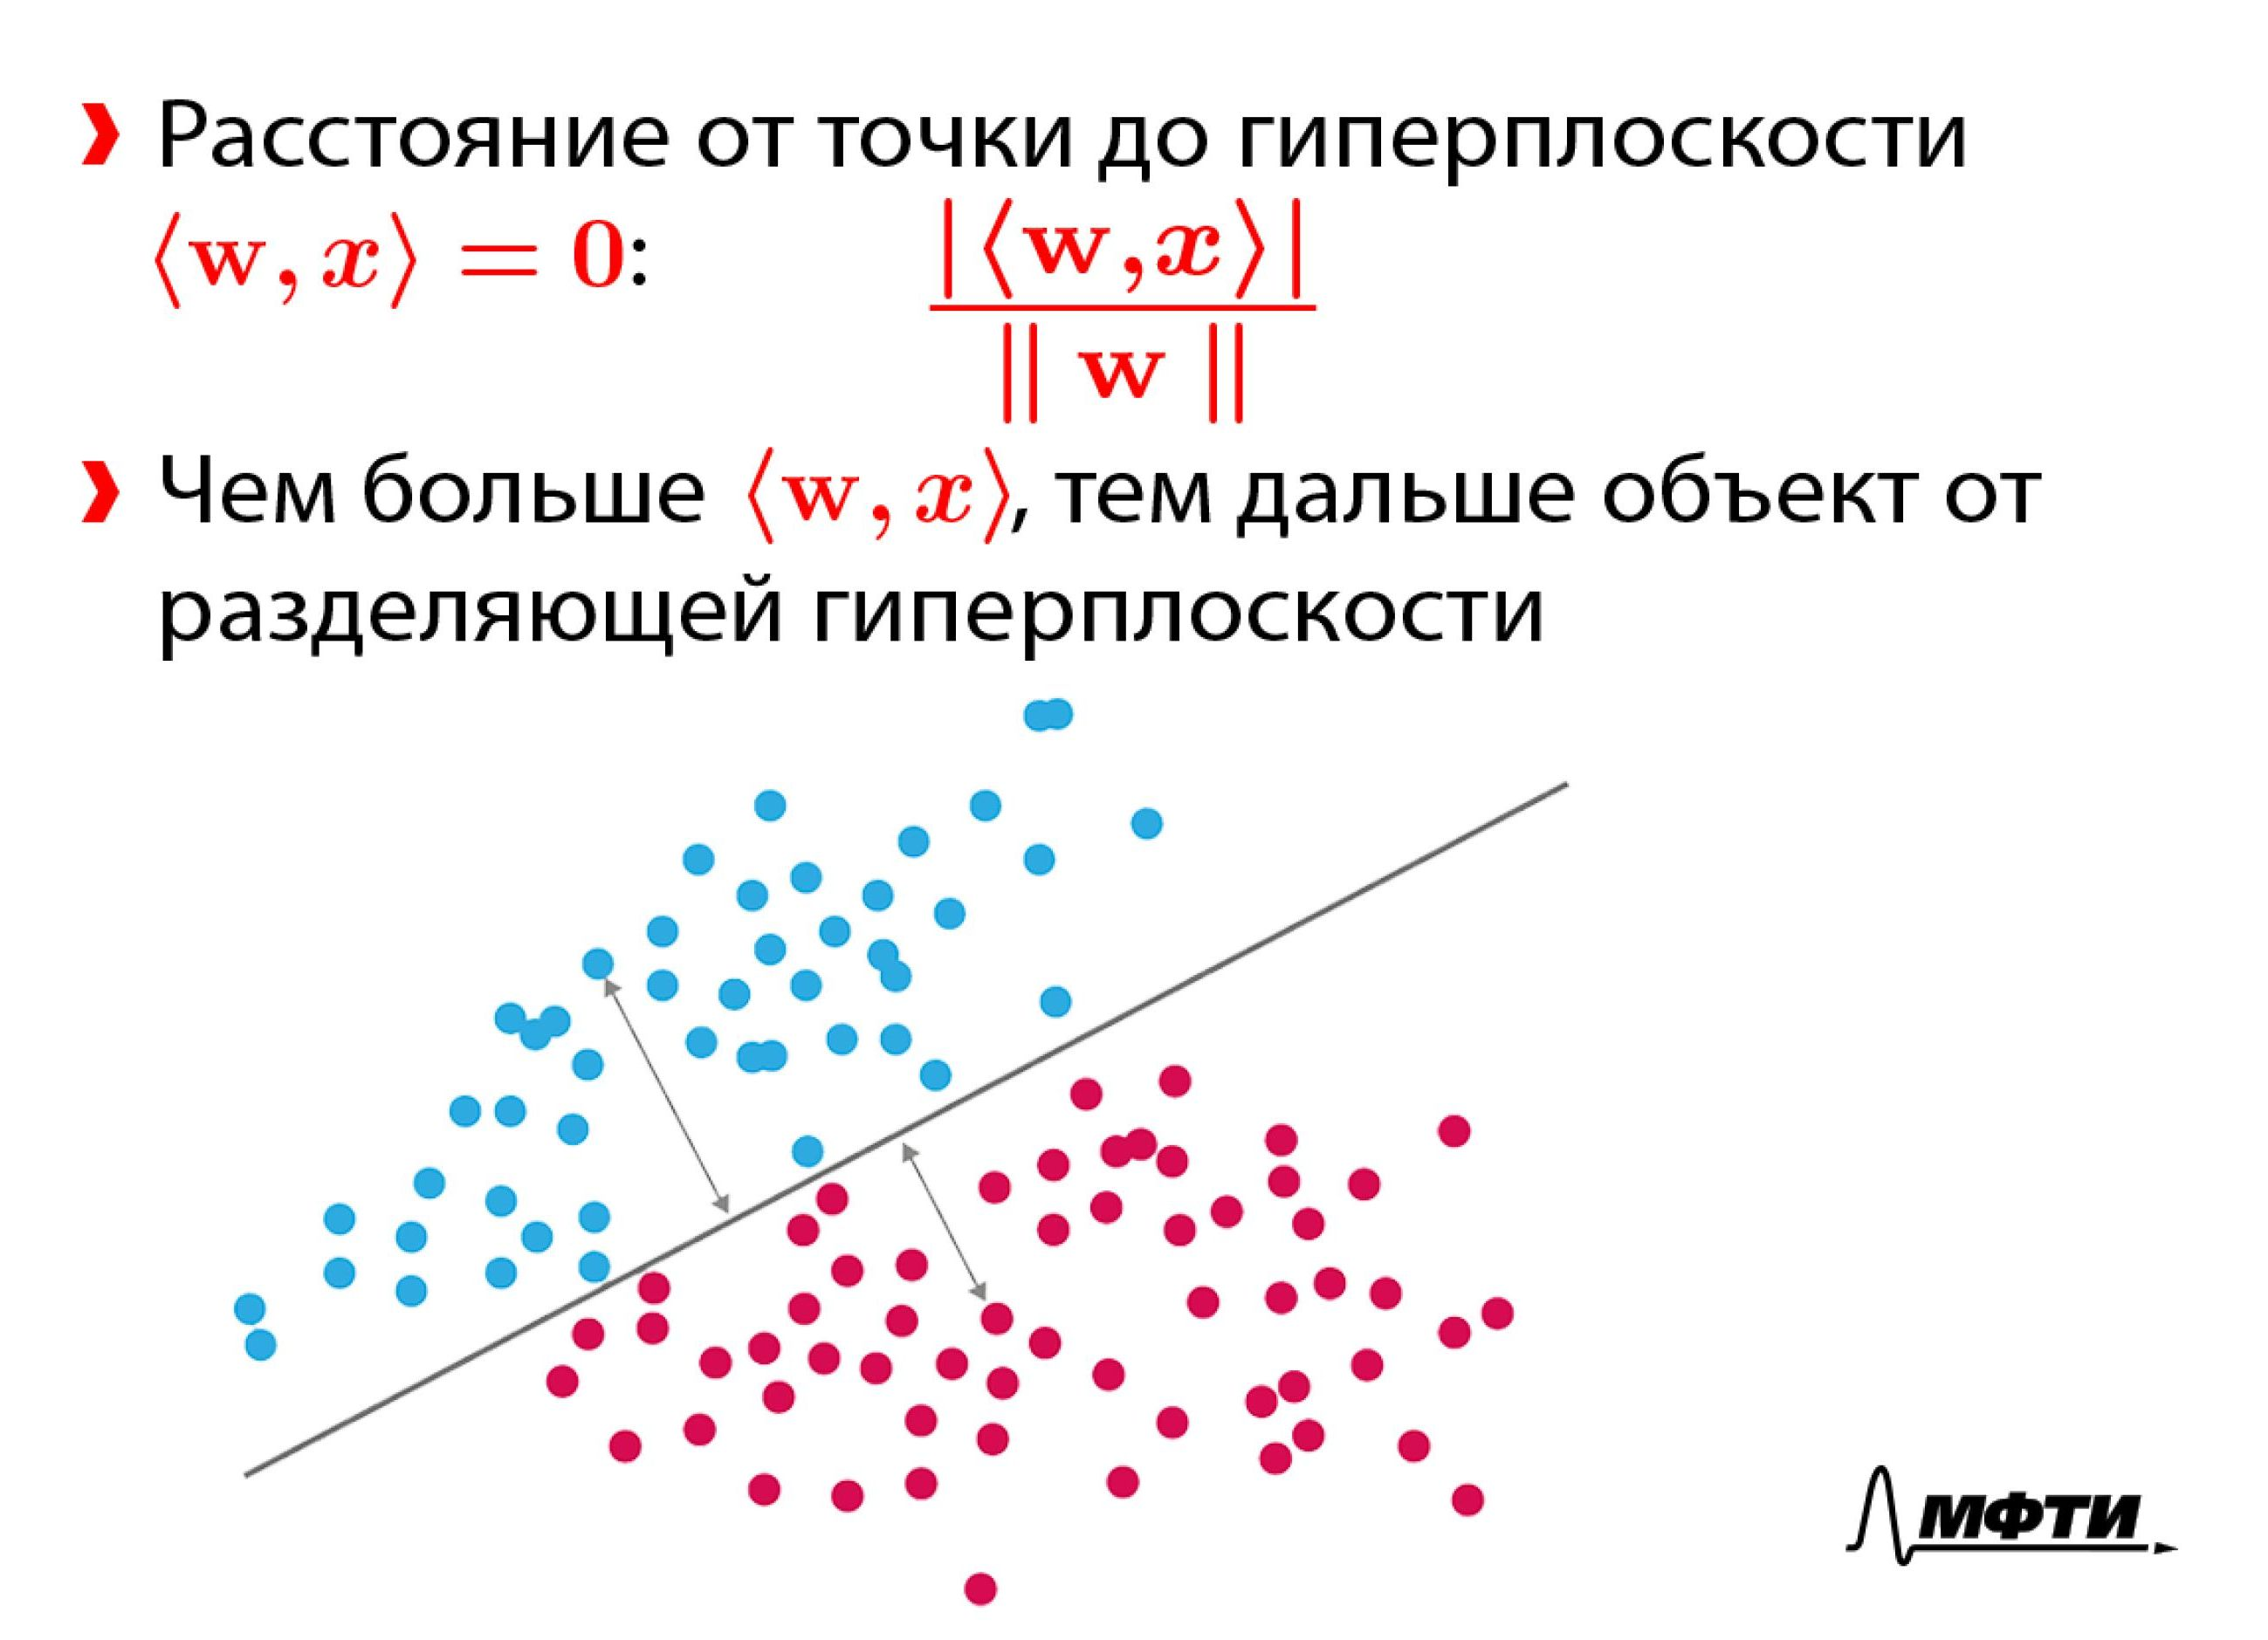 Расстояние от точки до гиперплоскости
⟨w, x⟩ = 0: |⟨w,x⟩| / || w ||
Чем больше ⟨w, x⟩, тем дальше объект от
разделяющей гиперплоскости
МФТИ